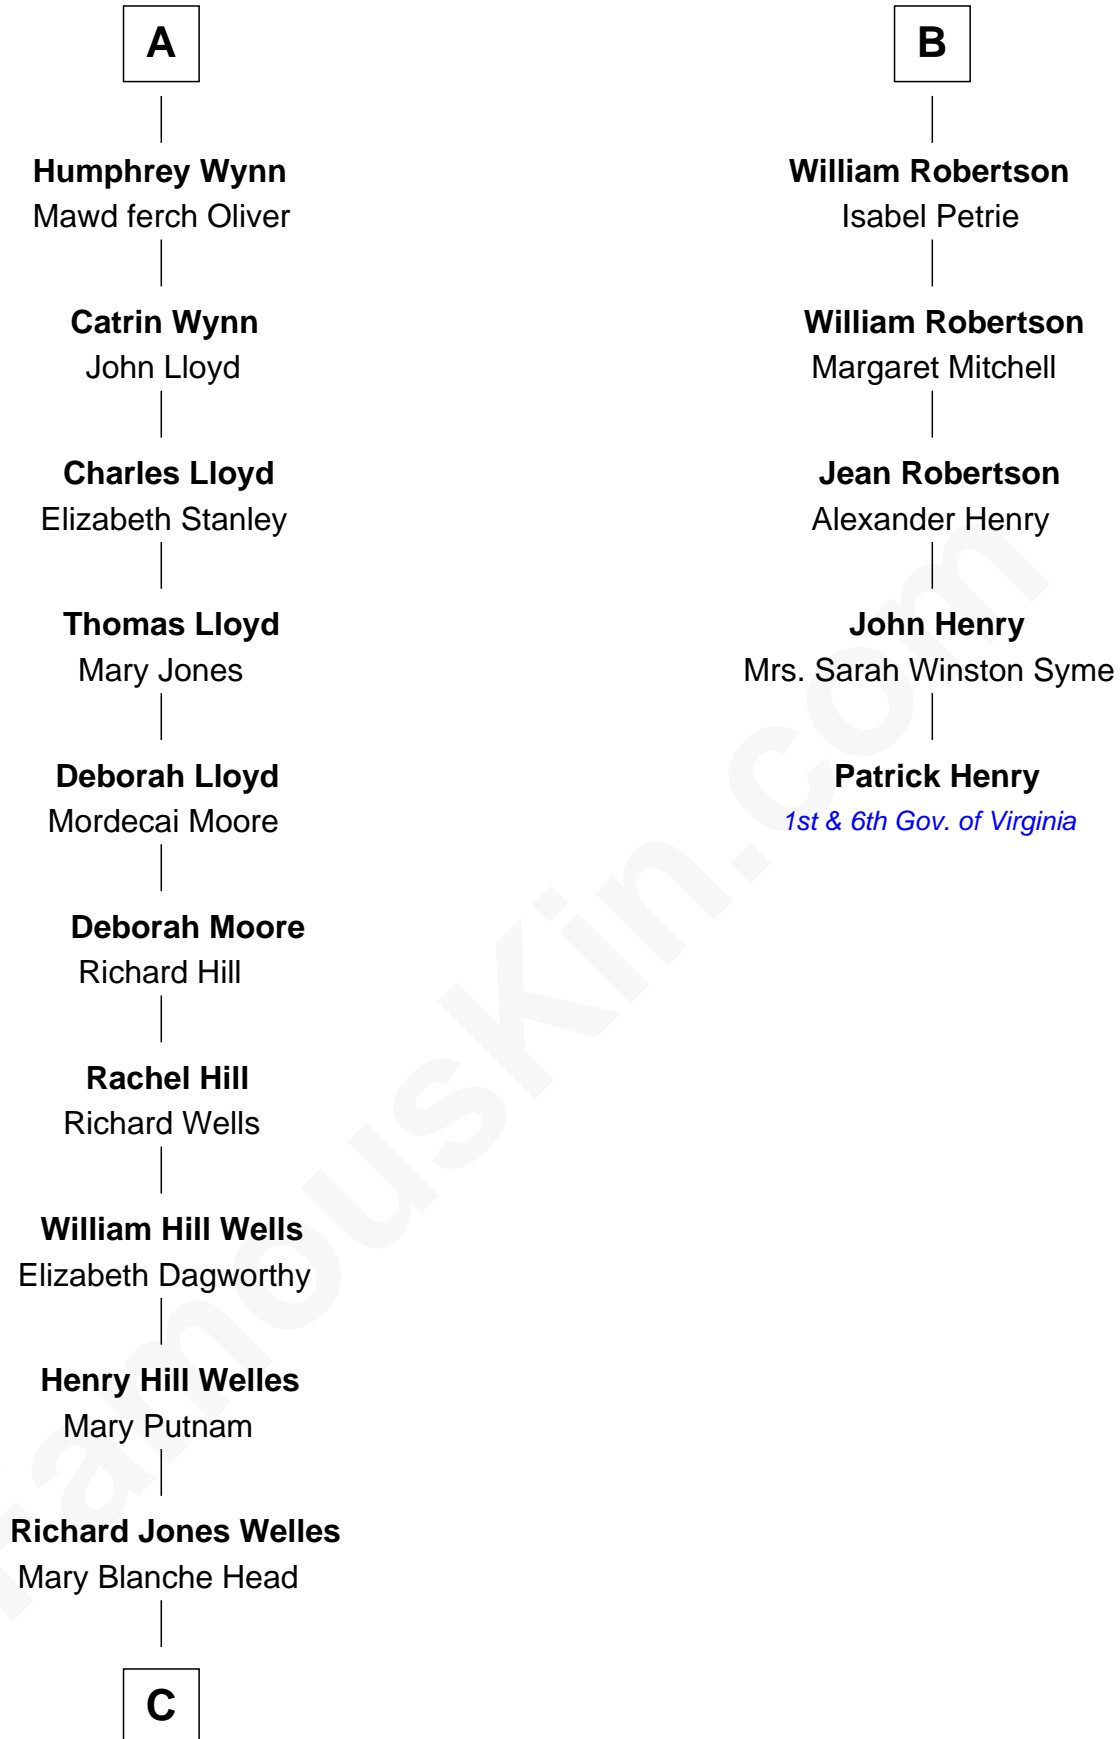 A
Humphrey Wynn
Mawd ferch Oliver
Catrin Wynn
John Lloyd
Charles Lloyd
Elizabeth Stanley
Thomas Lloyd
Mary Jones
Deborah Lloyd
Mordecai Moore
Deborah Moore
Richard Hill
Rachel Hill
Richard Wells
William Hill Wells
Elizabeth Dagworthy
Henry Hill Welles
Mary Putnam
Richard Jones Welles
Mary Blanche Head
C
B
William Robertson
Isabel Petrie
William Robertson
Margaret Mitchell
Jean Robertson
Alexander Henry
John Henry
Mrs. Sarah Winston Syme
Patrick Henry
1st & 6th Gov. of Virginia
FamousKin.com